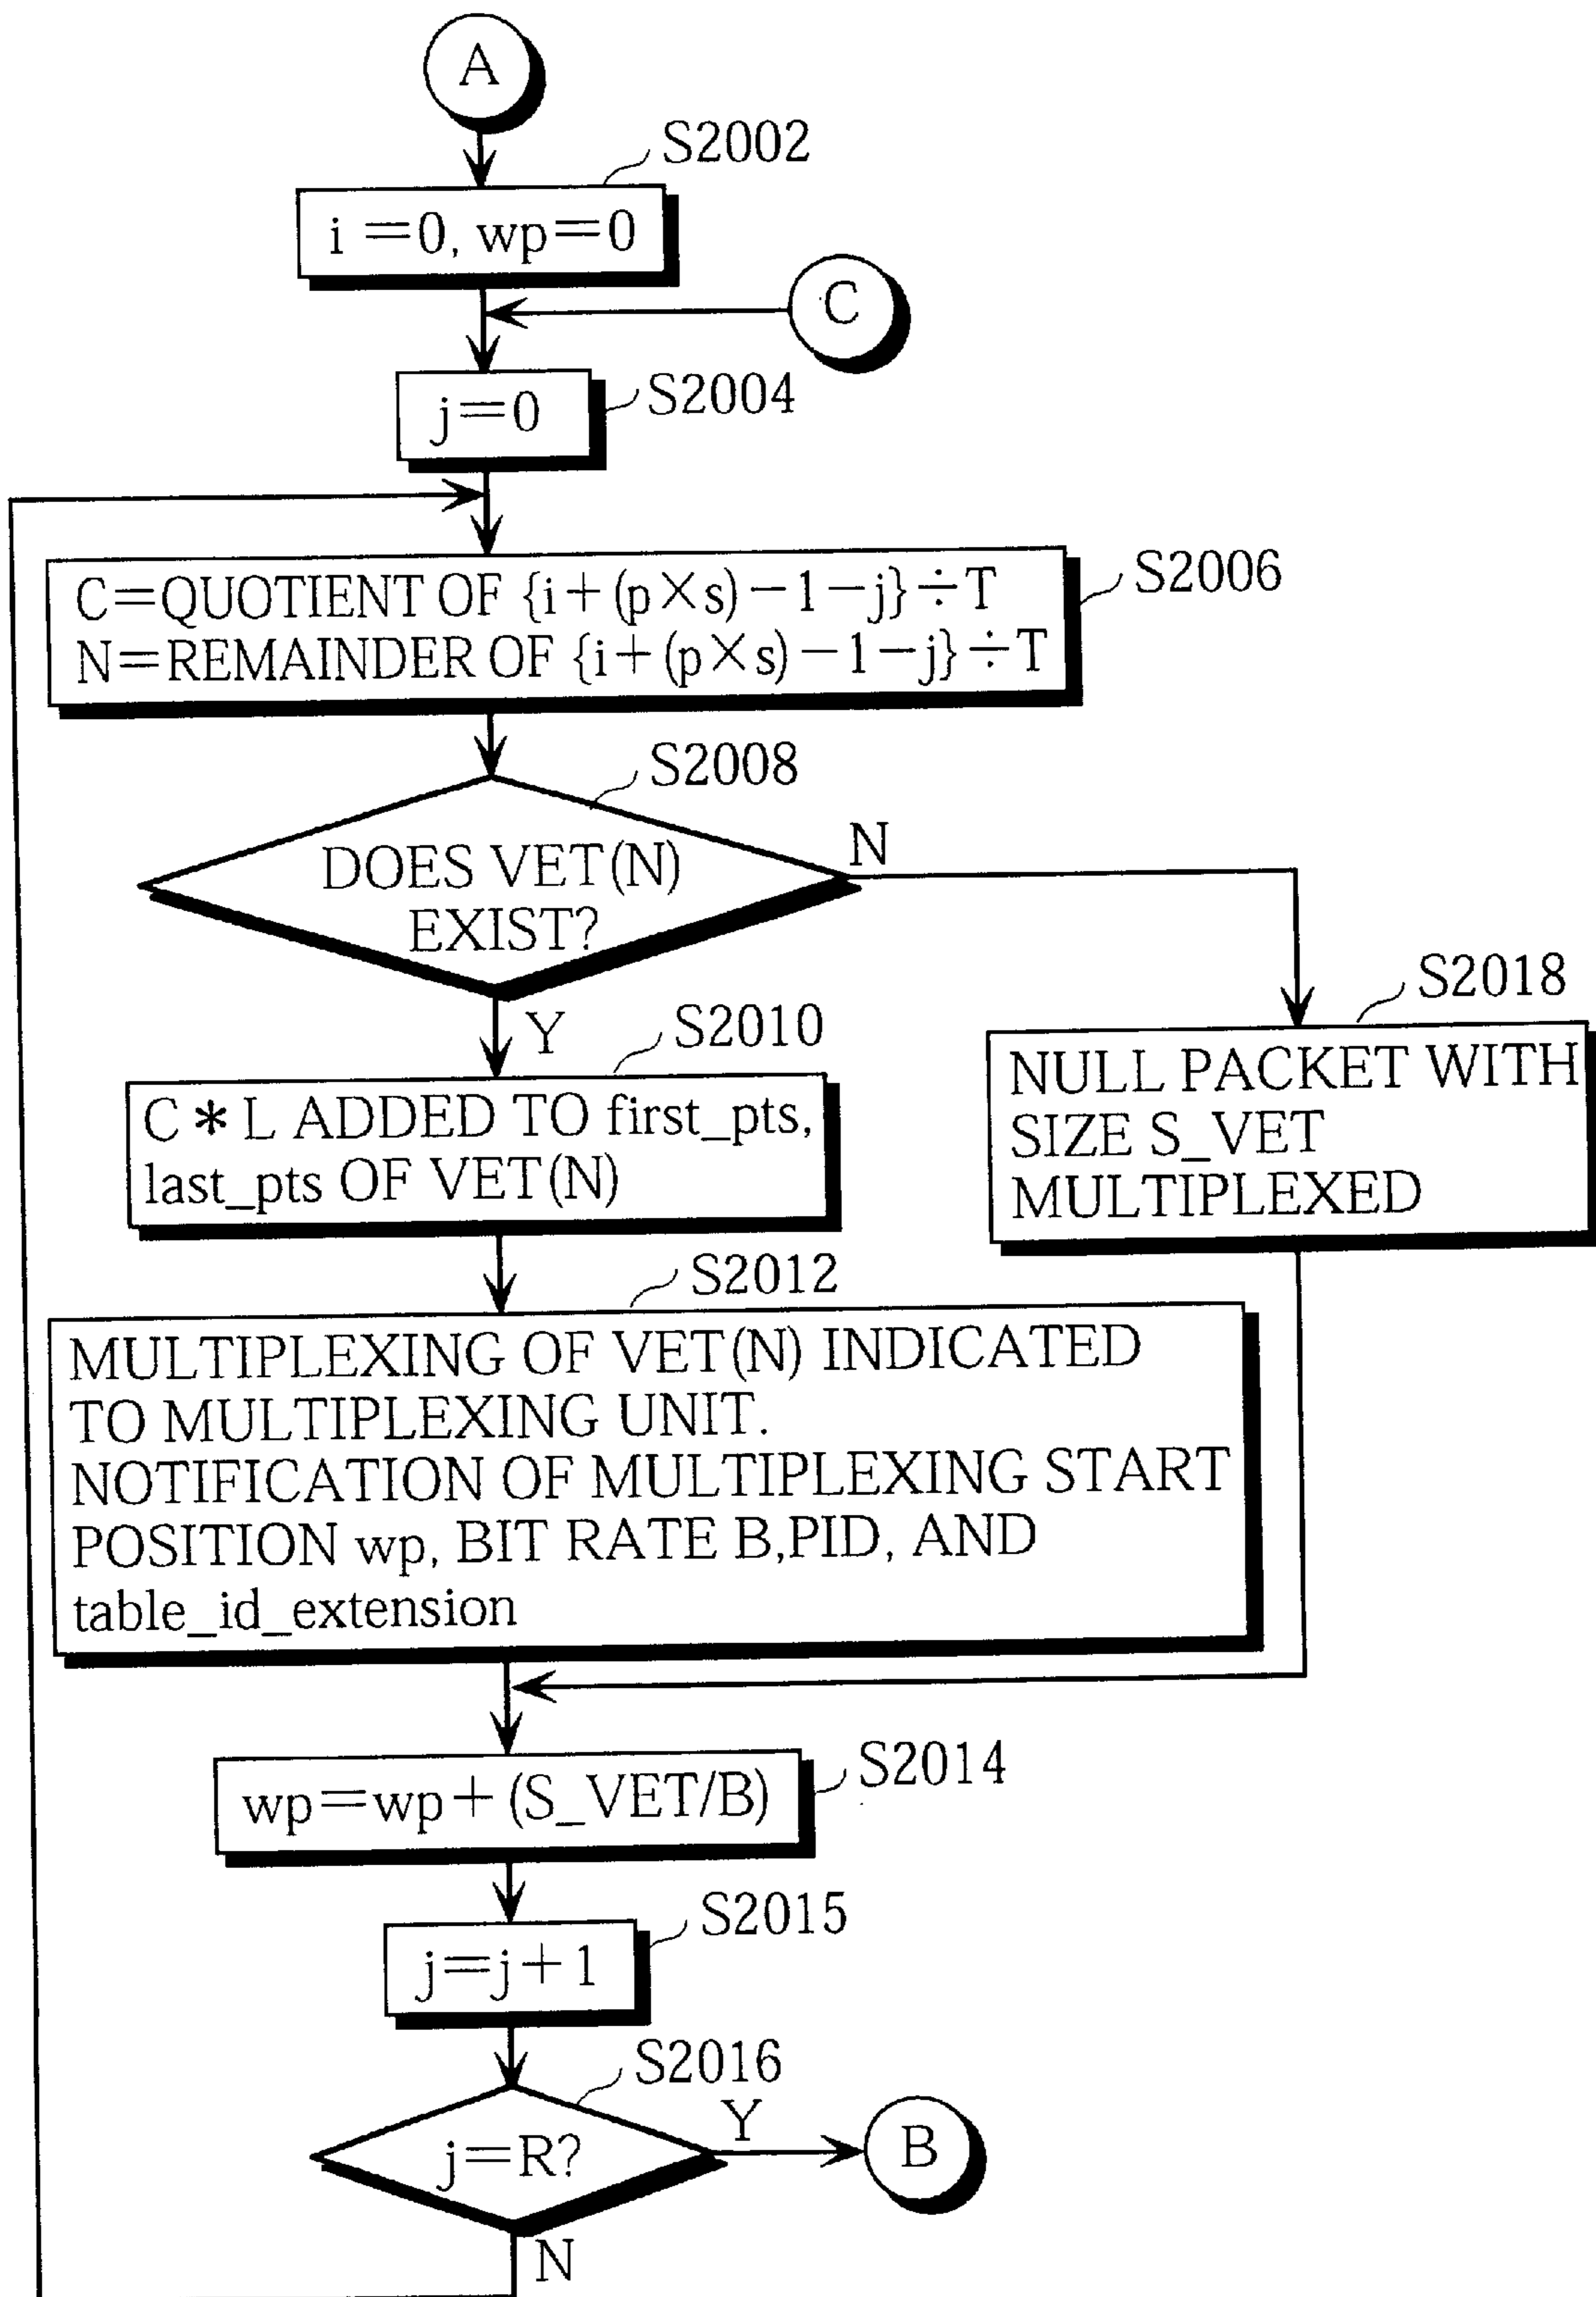 A
S2002
i=0, wp=0
C
S2004
j=0
S2006
C=QUOTIENT OF {i+(p×s)−1−j}÷T
N=REMAINDER OF {i+(p×s)−1−j}÷T
S2008
DOES VET(N)
EXIST?
N
Y
S2010
C * L ADDED TO first_pts,
last_pts OF VET(N)
S2018
NULL PACKET WITH
SIZE S_VET
MULTIPLEXED
S2012
MULTIPLEXING OF VET(N) INDICATED
TO MULTIPLEXING UNIT.
NOTIFICATION OF MULTIPLEXING START
POSITION wp, BIT RATE B,PID, AND
table_id_extension
S2014
wp=wp+(S_VET/B)
S2015
j=j+1
S2016
j=R?
Y
B
N